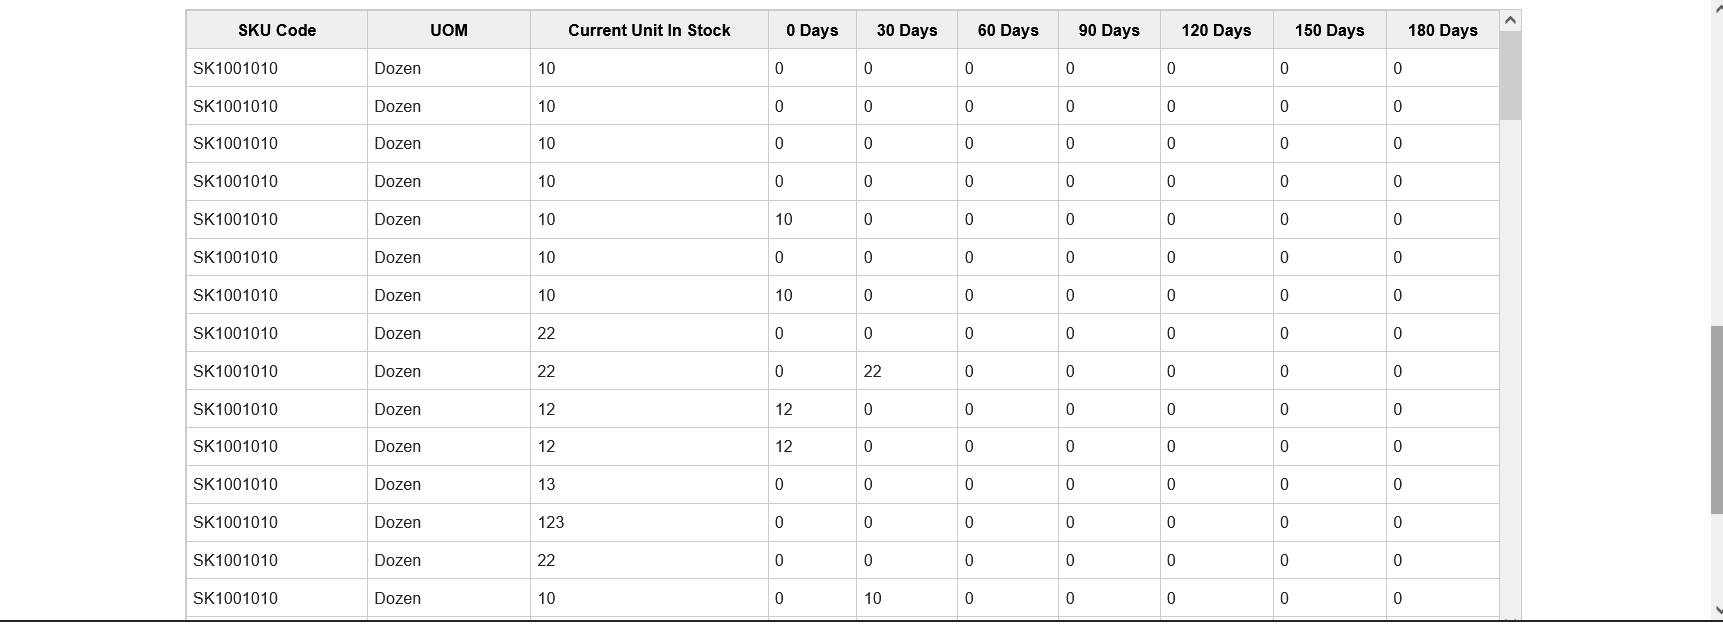 SKU Code UOM Current Unit In Stock 0 Days 30 Days 60 Days 90 Days 120 Days 150 Days 180 Days
SK1001010 Dozen 10 0 0 0 0 0 0 0
SK1001010 Dozen 10 0 0 0 0 0 0 0
SK1001010 Dozen 10 0 0 0 0 0 0 0
SK1001010 Dozen 10 0 0 0 0 0 0 0
SK1001010 Dozen 10 10 0 0 0 0 0 0
SK1001010 Dozen 10 0 0 0 0 0 0 0
SK1001010 Dozen 10 10 0 0 0 0 0 0
SK1001010 Dozen 22 0 0 0 0 0 0 0
SK1001010 Dozen 22 0 22 0 0 0 0 0
SK1001010 Dozen 12 12 0 0 0 0 0 0
SK1001010 Dozen 12 12 0 0 0 0 0 0
SK1001010 Dozen 13 0 0 0 0 0 0 0
SK1001010 Dozen 123 0 0 0 0 0 0 0
SK1001010 Dozen 22 0 0 0 0 0 0 0
SK1001010 Dozen 10 0 10 0 0 0 0 0